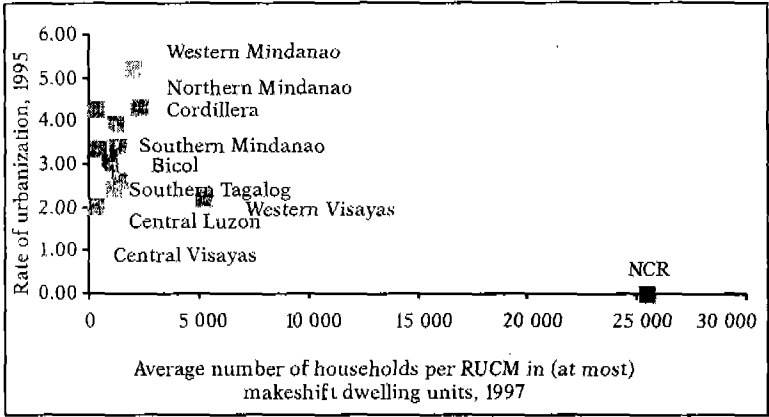 Rate of urbanization, 1995
6.00
5.00
4.00
3.00
2.00
1.00
0.00
Western Mindanao
Northern Mindanao
Cordillera
Southern Mindanao
Bicol
Southern Tagalog
Western Visayas
Central Luzon
Central Visayas
NCR
0
5 000
10 000
15 000
20 000
25 000
30 000
Average number of households per RUCM in (at most)
makeshift dwelling units, 1997